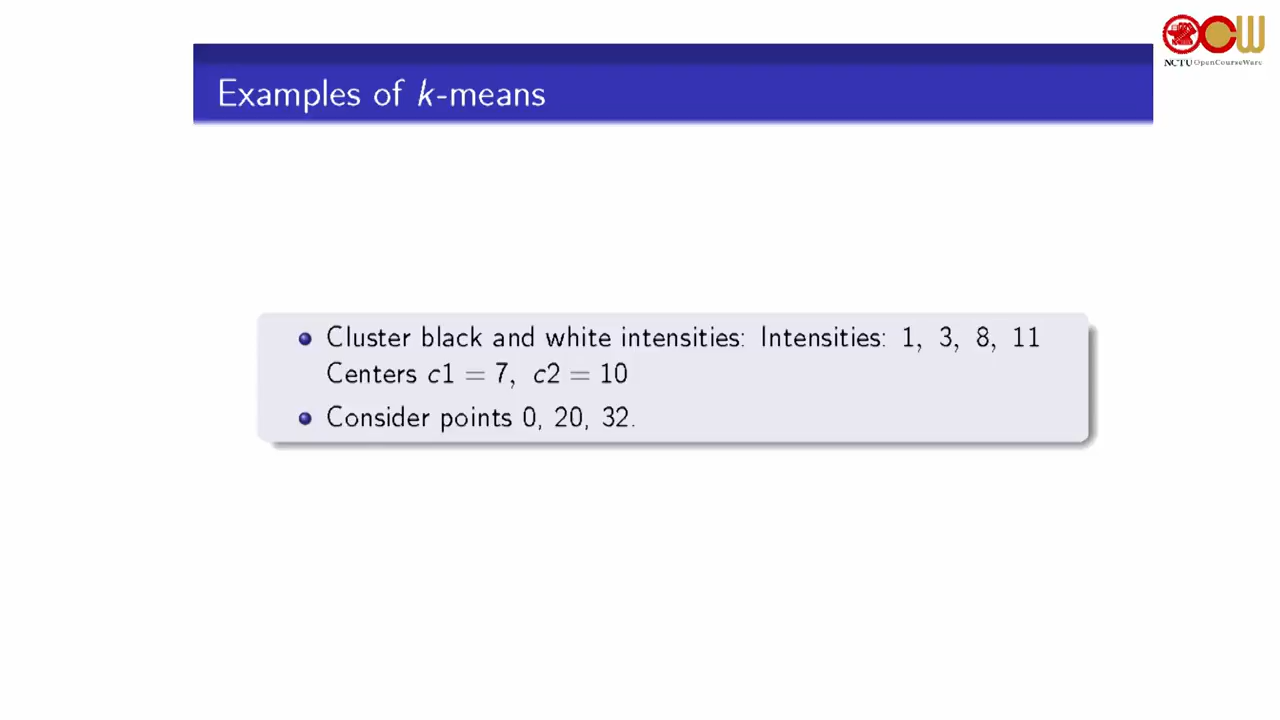 NCTU OpenCourseWare
Examples of k-means
Cluster black and white intensities: Intensities: 1, 3, 8, 11
Centers c1 = 7, c2 = 10
Consider points 0, 20, 32.